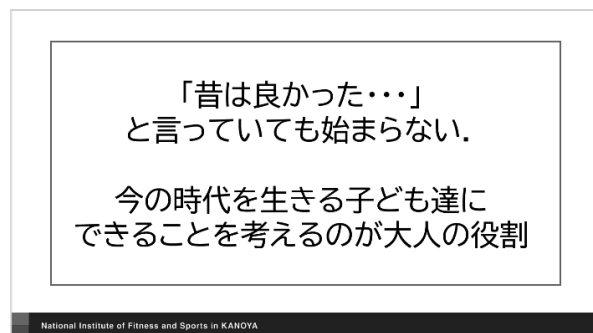 「昔は良かった・・・」
と言っていても始まらない．
今の時代を生きる子ども達に
できることを考えるのが大人の役割
National Institute of Fitness and Sports in KANOYA